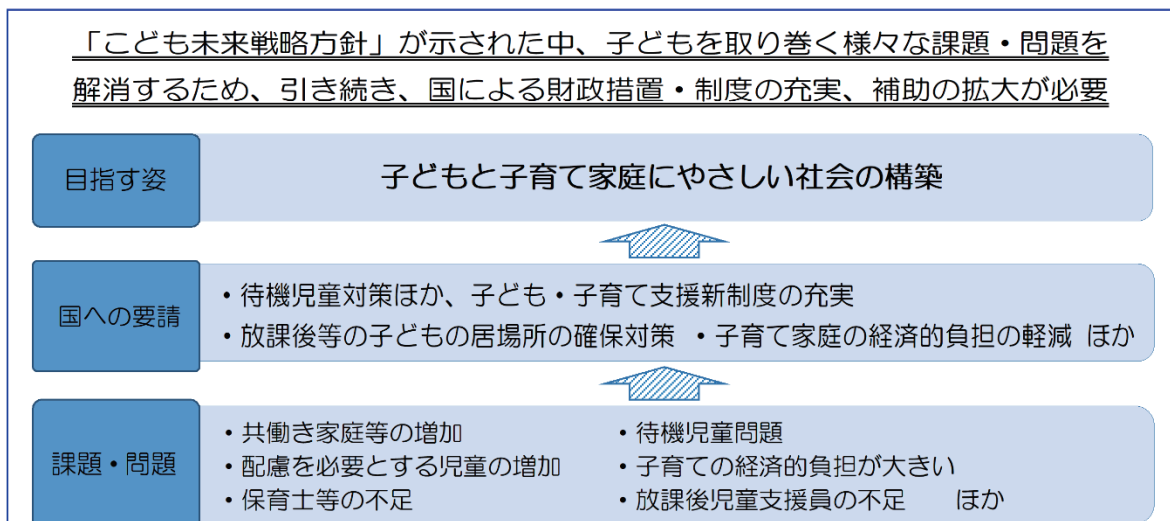 「こども未来戦略方針」が示された中、子どもを取り巻く様々な課題・問題を
解消するため、引き続き、国による財政措置・制度の充実、補助の拡大が必要
目指す姿
子どもと子育て家庭にやさしい社会の構築
国への要請
・待機児童対策ほか、子ども・子育て支援新制度の充実
・放課後等の子どもの居場所の確保対策 ・子育て家庭の経済的負担の軽減 ほか
課題・問題
・共働き家庭等の増加
・配慮を必要とする児童の増加
・保育士等の不足
・待機児童問題
・子育ての経済的負担が大きい
・放課後児童支援員の不足 ほか